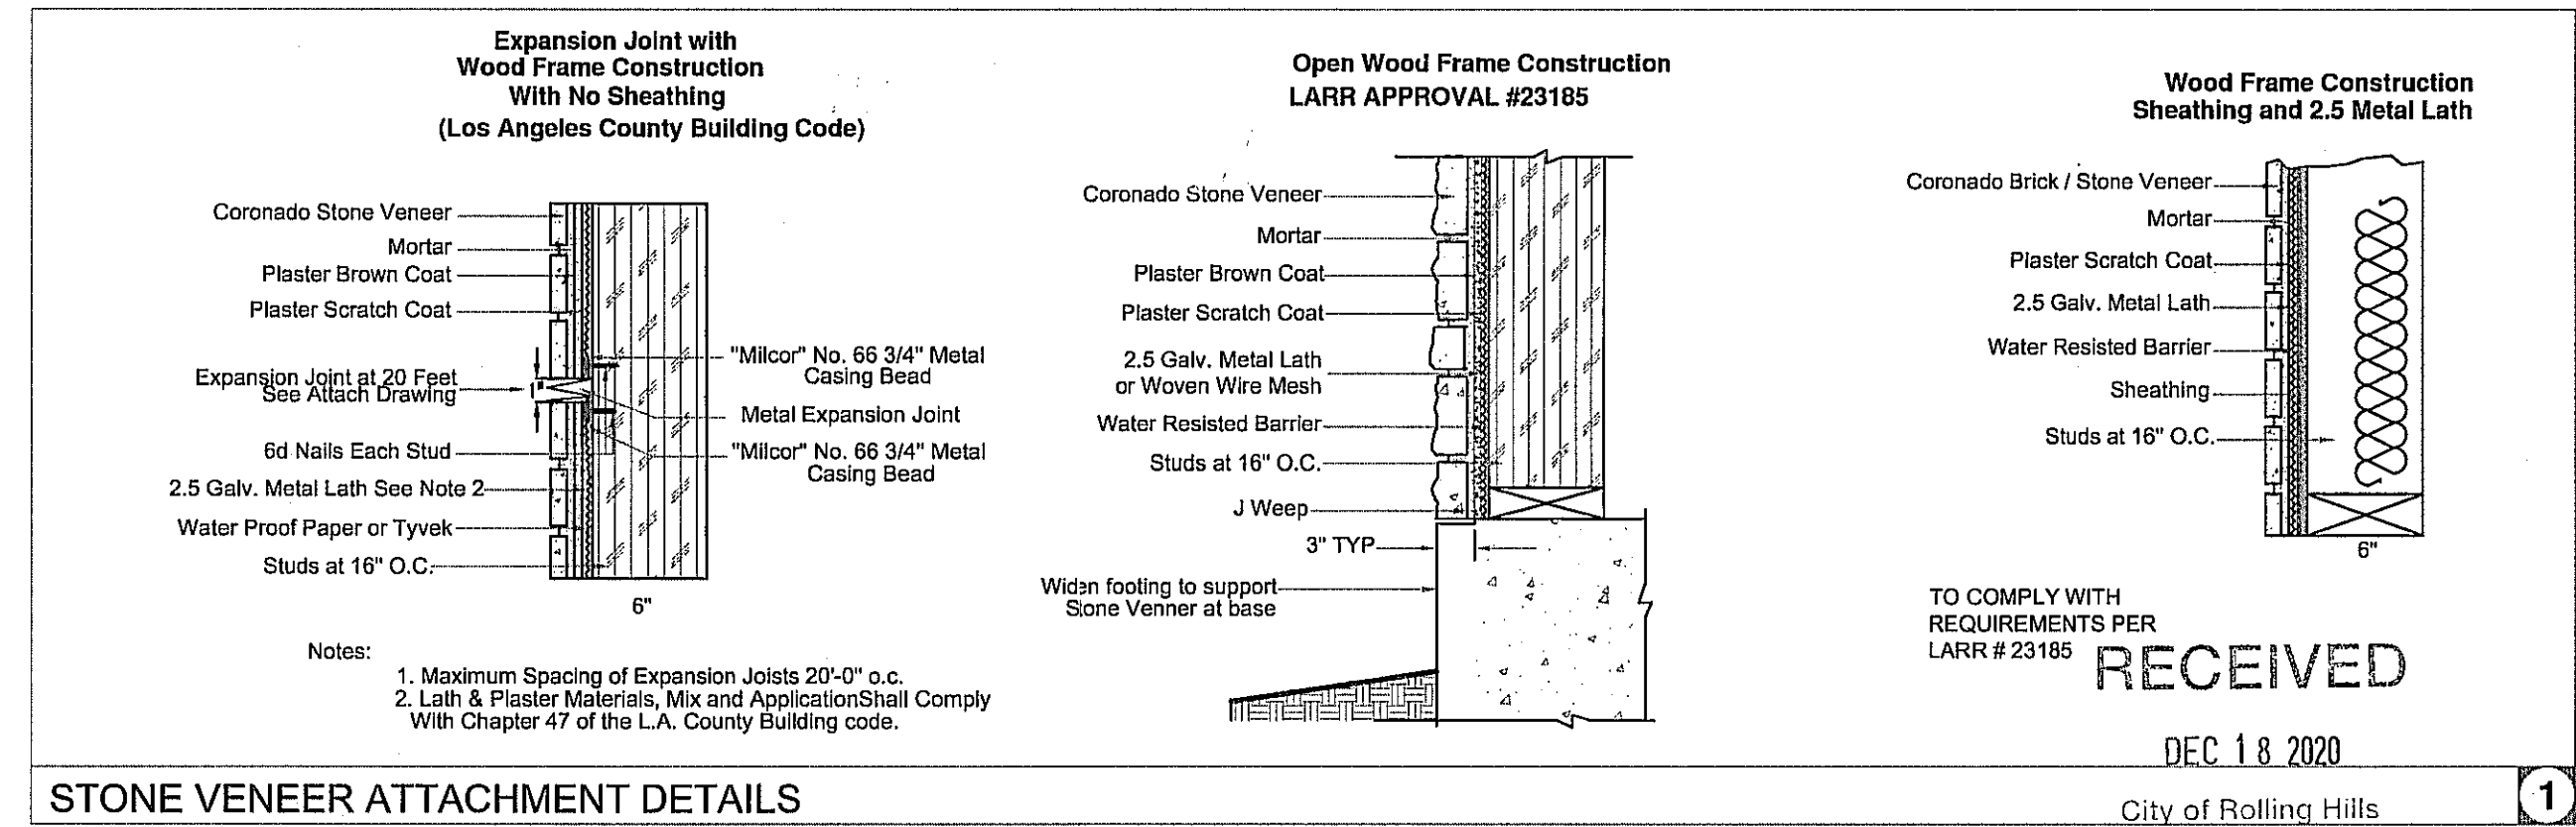 Expansion Joint with
Wood Frame Construction
With No Sheathing
(Los Angeles County Building Code)
Coronado Stone Veneer
Mortar
Plaster Brown Coat
Plaster Scratch Coat
Expansion Joint at 20 Feet
See Attach Drawing
6d Nails Each Stud
2.5 Galv. Metal Lath See Note 2
Water Proof Paper or Tyvek
Studs at 16" O.C.
1"
"Milcor" No. 66 3/4" Metal
Casing Bead
Metal Expansion Joint
"Milcor" No. 66 3/4" Metal
Casing Bead
6"
Notes:
1. Maximum Spacing of Expansion Joists 20'-0" o.c.
2. Lath & Plaster Materials, Mix and ApplicationShall Comply
With Chapter 47 of the L.A. County Building code.
Open Wood Frame Construction
LARR APPROVAL #23185
Coronado Stone Veneer
Mortar
Plaster Brown Coat
Plaster Scratch Coat
2.5 Galv. Metal Lath
or Woven Wire Mesh
Water Resisted Barrier
Studs at 16" O.C.
J Weep
3" TYP
Widen footing to support
Stone Venner at base
Wood Frame Construction
Sheathing and 2.5 Metal Lath
Coronado Brick / Stone Veneer
Mortar
Plaster Scratch Coat
2.5 Galv. Metal Lath
Water Resisted Barrier
Sheathing
Studs at 16" O.C.
6"
TO COMPLY WITH
REQUIREMENTS PER
LARR # 23185
RECEIVED
DEC 18 2020
City of Rolling Hills
STONE VENEER ATTACHMENT DETAILS
1